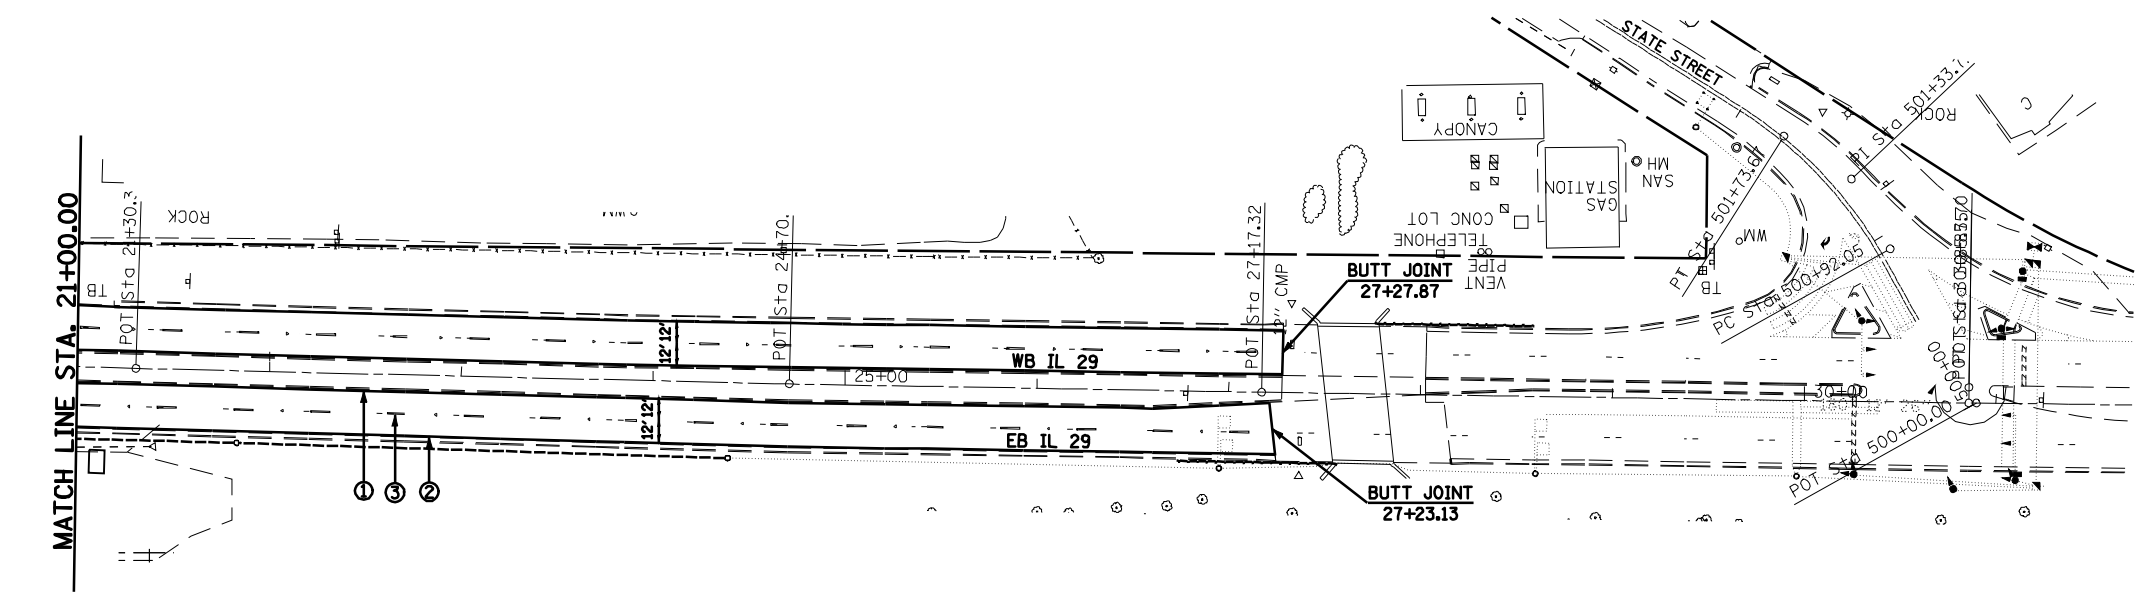 MATCH LINE STA. 21+00.00
POT Sta 21+30.3
ROCK
TB
12' 12'
POT Sta 24+70.
25+00
WB IL 29
12' 12'
EB IL 29
1
3
2
POT Sta 27+17.32
12" CMP
BUTT JOINT
27+27.87
BUTT JOINT
27+23.13
CANOPY
GAS
STATION
SAN
MH
CONC LOT
TELEPHONE
VENT
PIPE
STATE STREET
PT Sta 501+73.67
WM
TB
PC Sta 500+92.05
PI Sta 501+33.7
ROCK
C
30+00
POT Sta 500+00.00